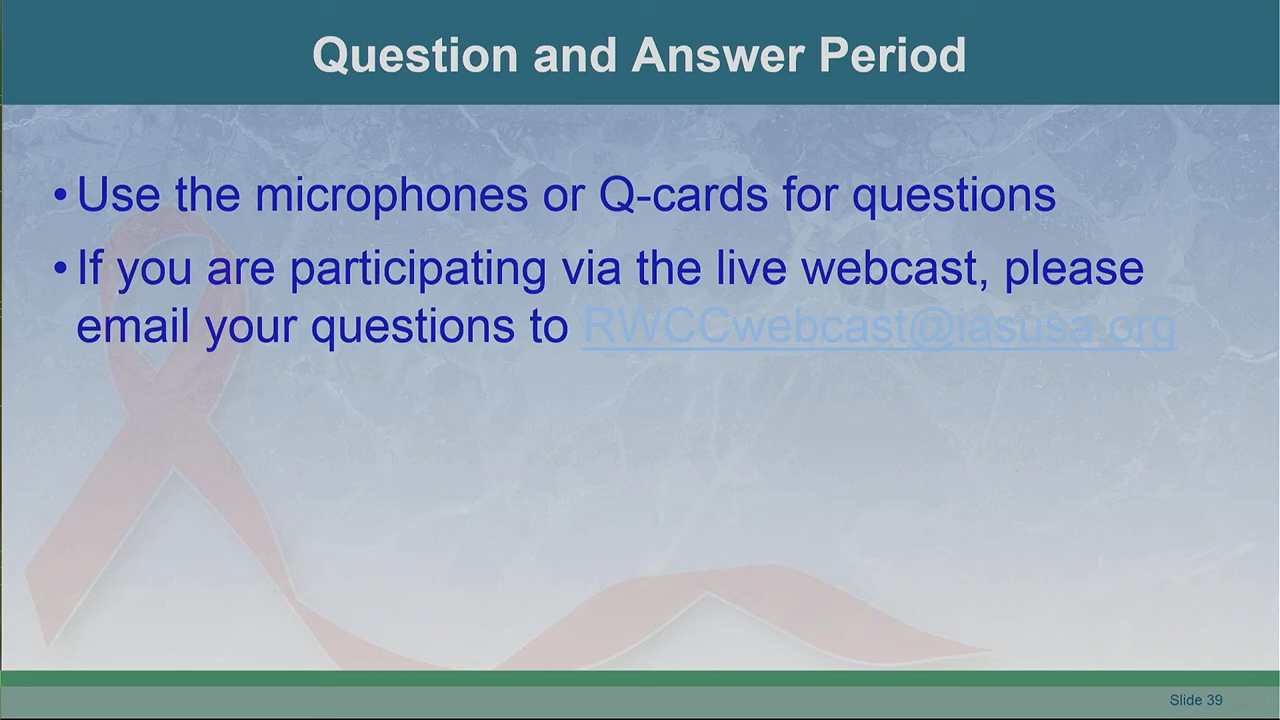 Question and Answer Period
•Use the microphones or Q-cards for questions
•If you are participating via the live webcast, please
email your questions to RWCCwebcast@iasusa.org
Slide 39